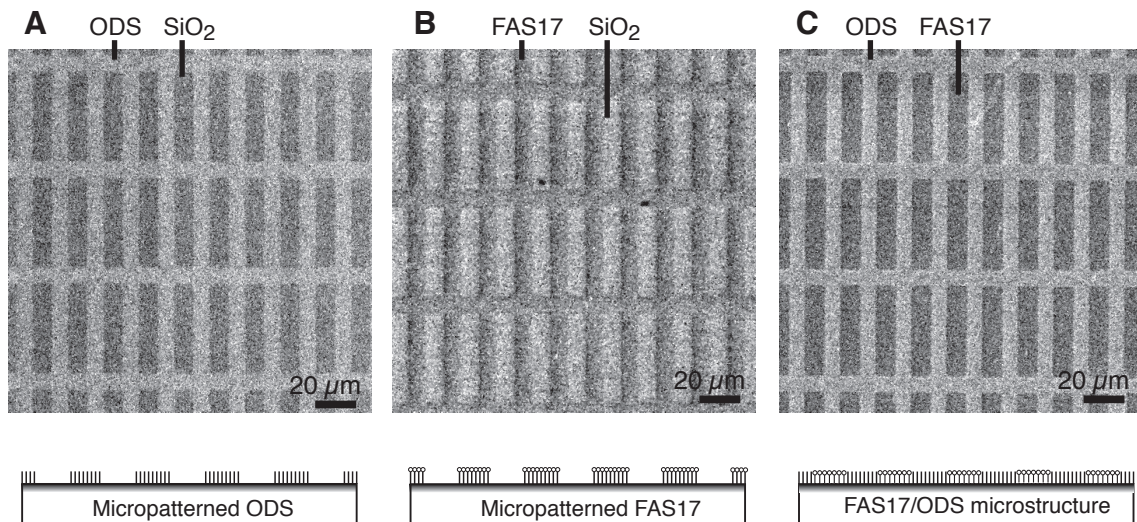 A B C
ODS SiO2 FAS17 SiO2 ODS FAS17
20 µm 20 µm 20 µm
Micropatterned ODS Micropatterned FAS17 FAS17/ODS microstructure